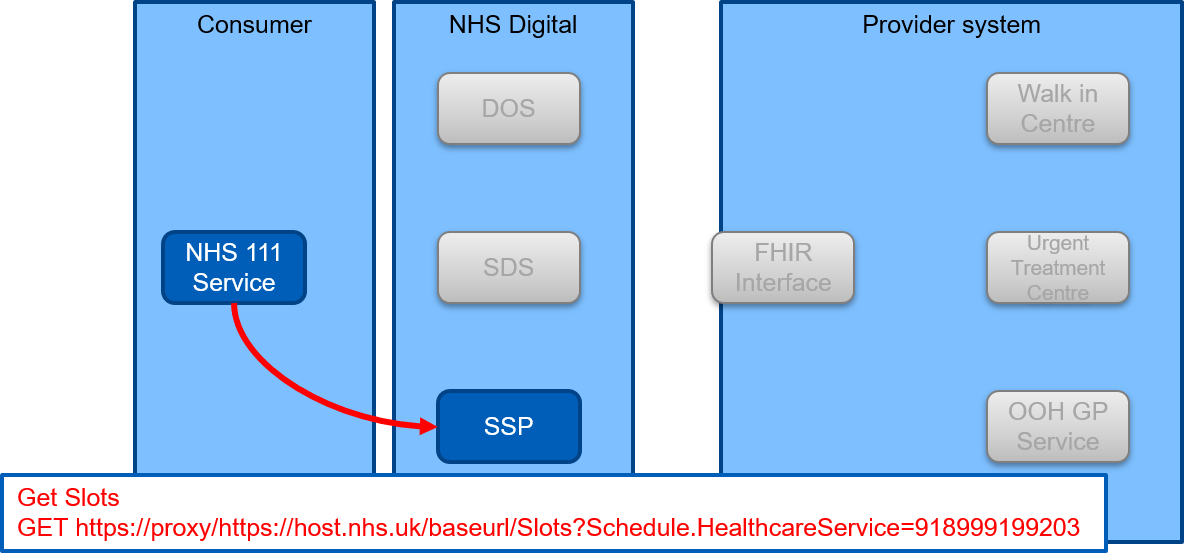 Consumer
NHS Digital
Provider system
DOS
Walk in
Centre
NHS 111
Service
SDS
FHIR
Interface
Urgent
Treatment
Centre
SSP
OOH GP
Service
Get Slots
GET https://proxy/https://host.nhs.uk/baseurl/Slots?Schedule.HealthcareService=918999199203